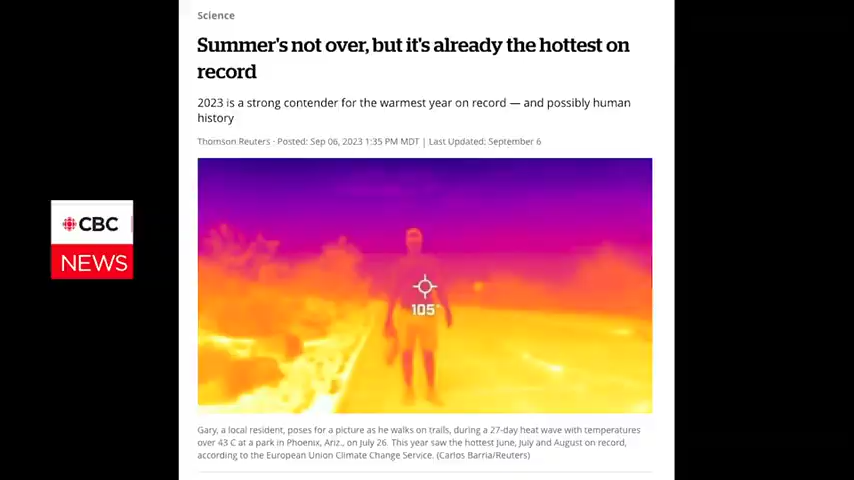 Science
Summer's not over, but it's already the hottest on
record
2023 is a strong contender for the warmest year on record — and possibly human
history
Thomson Reuters · Posted: Sep 06, 2023 1:35 PM MDT | Last Updated: September 6
CBC
NEWS
105°
Gary, a local resident, poses for a picture as he walks on trails, during a 27-day heat wave with temperatures
over 43 C at a park in Phoenix, Ariz., on July 26. This year saw the hottest June, July and August on record,
according to the European Union Climate Change Service. (Carlos Barria/Reuters)